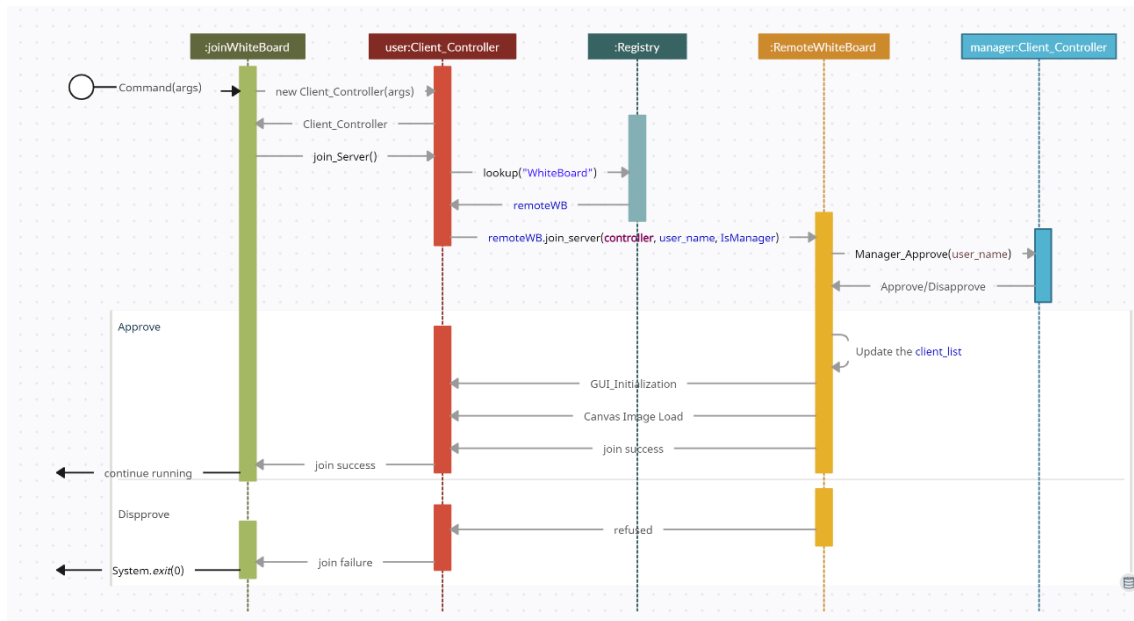 :joinWhiteBoard
user:Client_Controller
:Registry
:RemoteWhiteBoard
manager:Client_Controller
Command(args)
new Client_Controller(args)
Client_Controller
join_Server()
lookup("WhiteBoard")
remoteWB
remoteWB.join_server(controller, user_name, IsManager)
Manager_Approve(user_name)
Approve/Disapprove
Approve
Update the client_list
GUI_Initialization
Canvas Image Load
join success
join success
continue running
Dispprove
refused
join failure
System.exit(0)